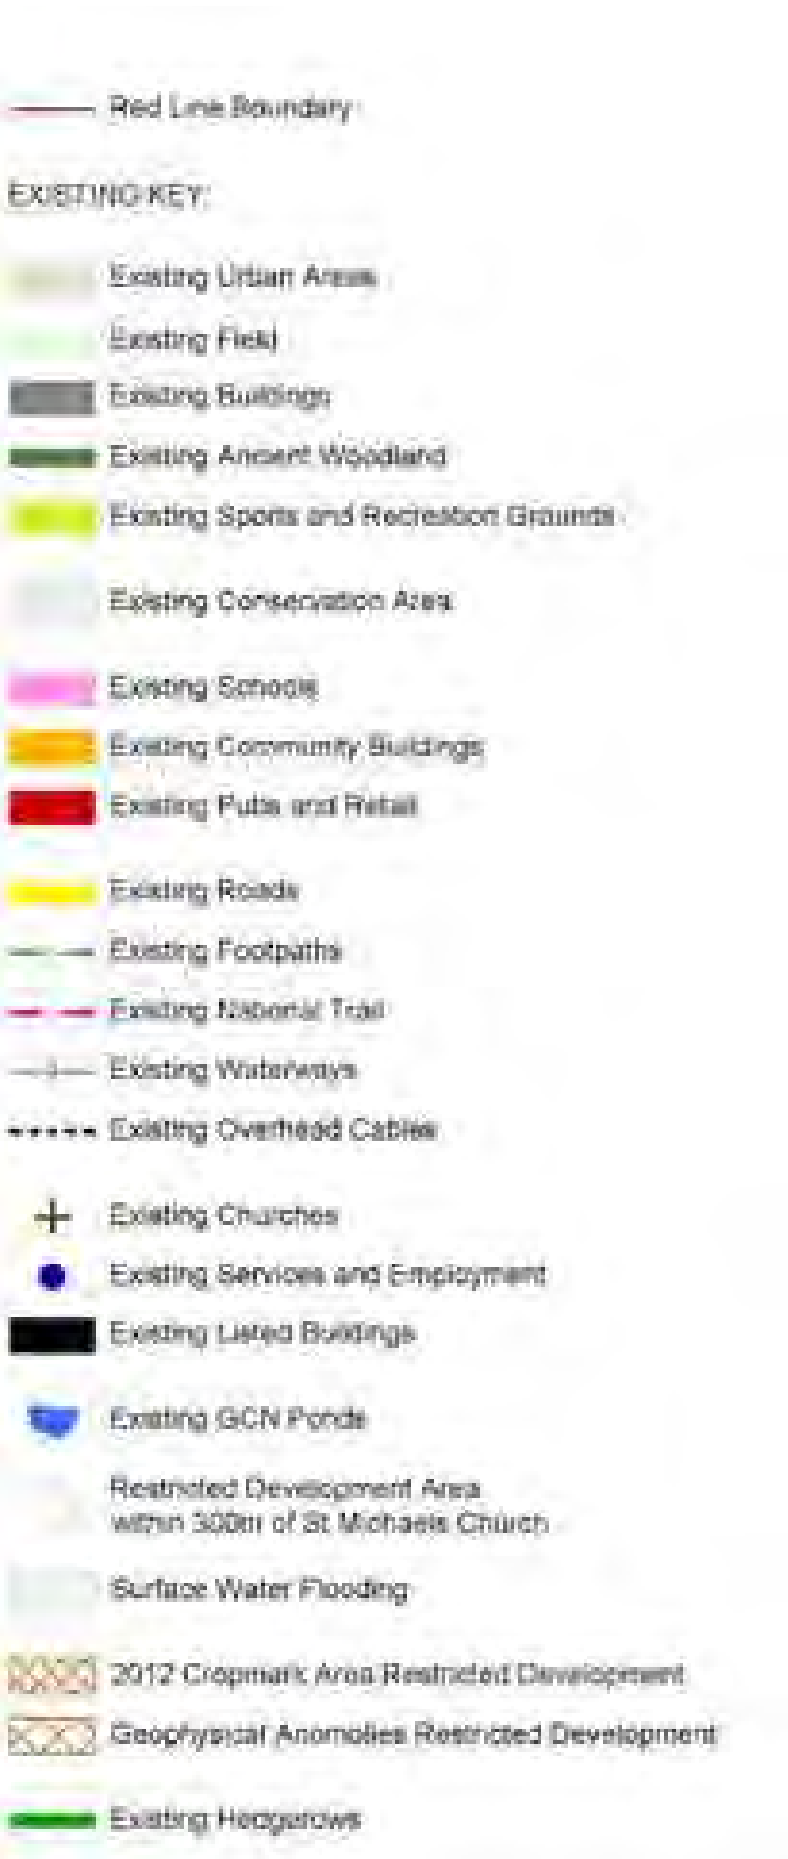 Red Line Boundary
EXISTING KEY:
Existing Urban Areas
Existing Field
Existing Buildings
Existing Ancient Woodland
Existing Sports and Recreation Grounds
Existing Conservation Area
Existing Schools
Existing Community Buildings
Existing Pubs and Retail
Existing Roads
Existing Footpaths
Existing National Trail
Existing Waterways
Existing Overhead Cables
Existing Churches
Existing Services and Employment
Existing Listed Buildings
Existing GCN Ponds
Restricted Development Area
within 300m of St Michaels Church
Surface Water Flooding
2012 Cropmark Area Restricted Development
Geophysical Anomolies Restricted Development
Existing Hedgerows